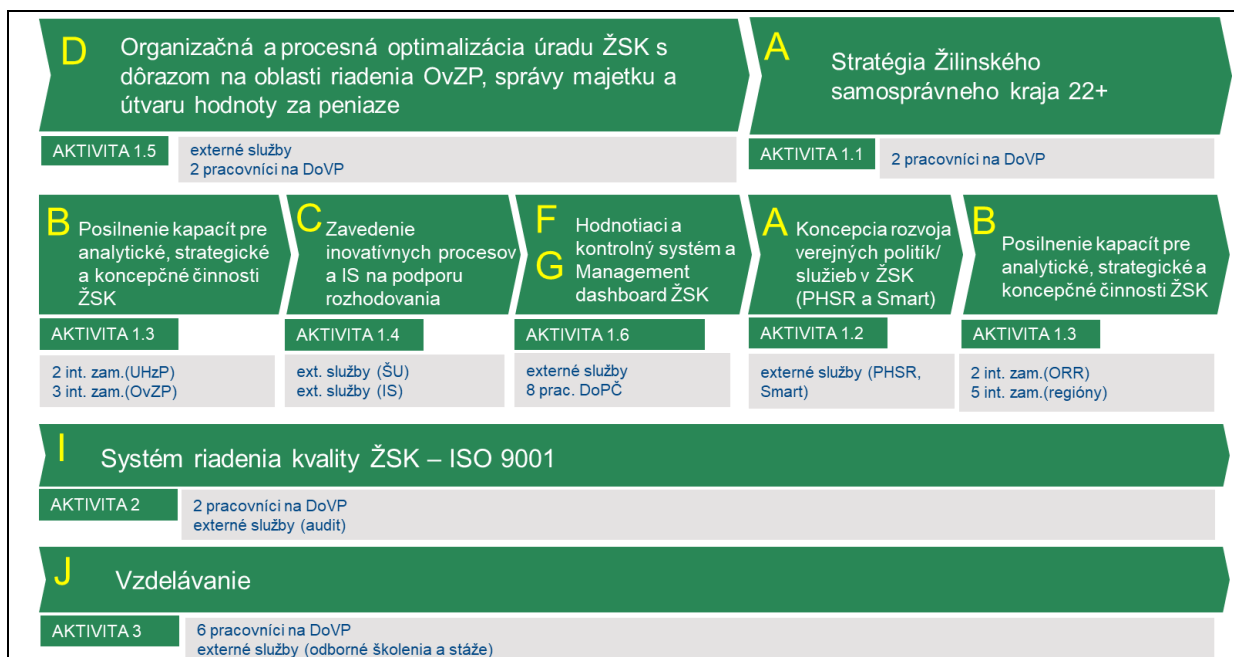 D
Organizačná a procesná optimalizácia úradu ŽSK s
dôrazom na oblasti riadenia OvZP, správy majetku a
útvaru hodnoty za peniaze
AKTIVITA 1.5
externé služby
2 pracovníci na DoVP
A
Stratégia Žilinského
samosprávneho kraja 22+
AKTIVITA 1.1
2 pracovníci na DoVP
B
Posilnenie kapacít pre
analytické, strategické
a koncepčné činnosti
ŽSK
AKTIVITA 1.3
2 int. zam.(UHzP)
3 int. zam.(OvZP)
C
Zavedenie
inovatívnych procesov
a IS na podporu
rozhodovania
AKTIVITA 1.4
ext. služby (ŠU)
ext. služby (IS)
F
G
Hodnotiaci a
kontrolný systém a
Management
dashboard ŽSK
AKTIVITA 1.6
externé služby
8 prac. DoPČ
A
Koncepcia rozvoja
verejných politík/
služieb v ŽSK
(PHSR a Smart)
AKTIVITA 1.2
externé služby (PHSR,
Smart)
B
Posilnenie kapacít pre
analytické, strategické a
koncepčné činnosti ŽSK
AKTIVITA 1.3
2 int. zam.(ORR)
5 int. zam.(regióny)
I
Systém riadenia kvality ŽSK – ISO 9001
AKTIVITA 2
2 pracovníci na DoVP
externé služby (audit)
J
Vzdelávanie
AKTIVITA 3
6 pracovníci na DoVP
externé služby (odborné školenia a stáže)